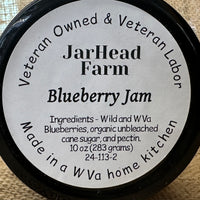 Veteran Owned & Veteran Labor
JarHead
Farm
Blueberry Jam
Ingredients - Wild and WVa
Blueberries, organic unbleached
cane sugar, and pectin.
10 oz (283 grams)
24-113-2
Made in a WVa home kitchen